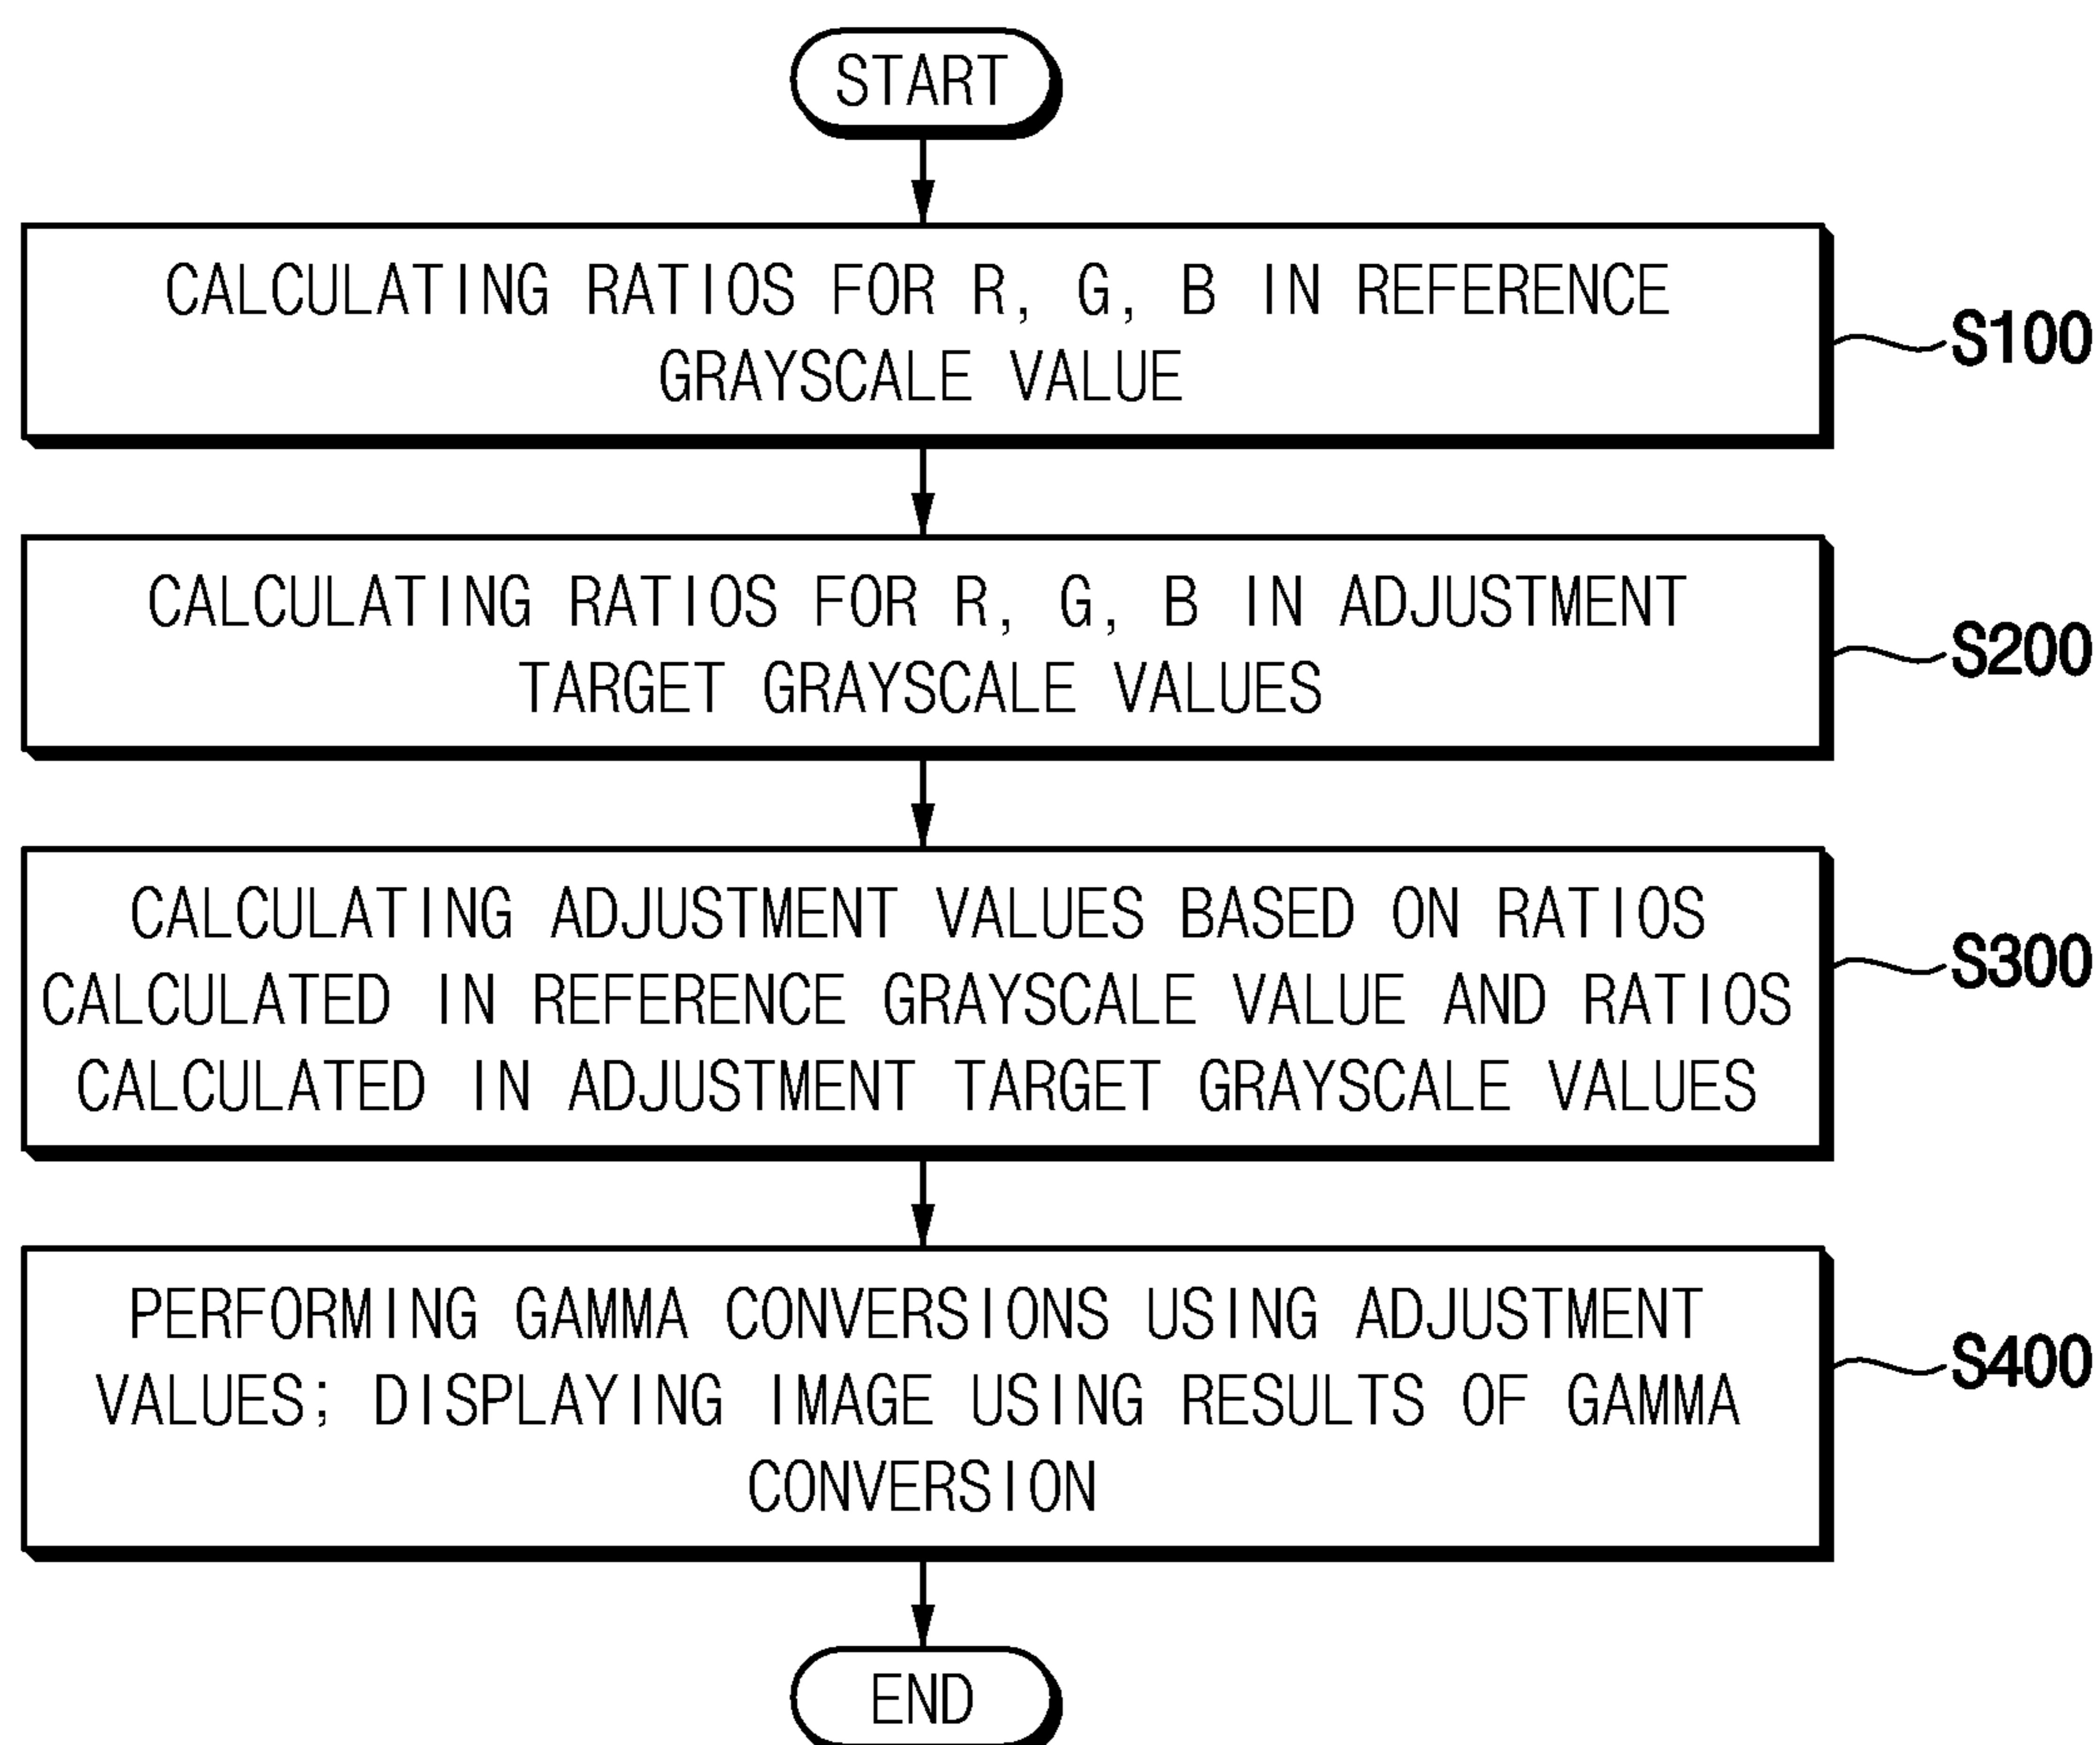 START
CALCULATING RATIOS FOR R, G, B IN REFERENCE
GRAYSCALE VALUE
S100
CALCULATING RATIOS FOR R, G, B IN ADJUSTMENT
TARGET GRAYSCALE VALUES
S200
CALCULATING ADJUSTMENT VALUES BASED ON RATIOS
CALCULATED IN REFERENCE GRAYSCALE VALUE AND RATIOS
CALCULATED IN ADJUSTMENT TARGET GRAYSCALE VALUES
S300
PERFORMING GAMMA CONVERSIONS USING ADJUSTMENT
VALUES; DISPLAYING IMAGE USING RESULTS OF GAMMA
CONVERSION
S400
END